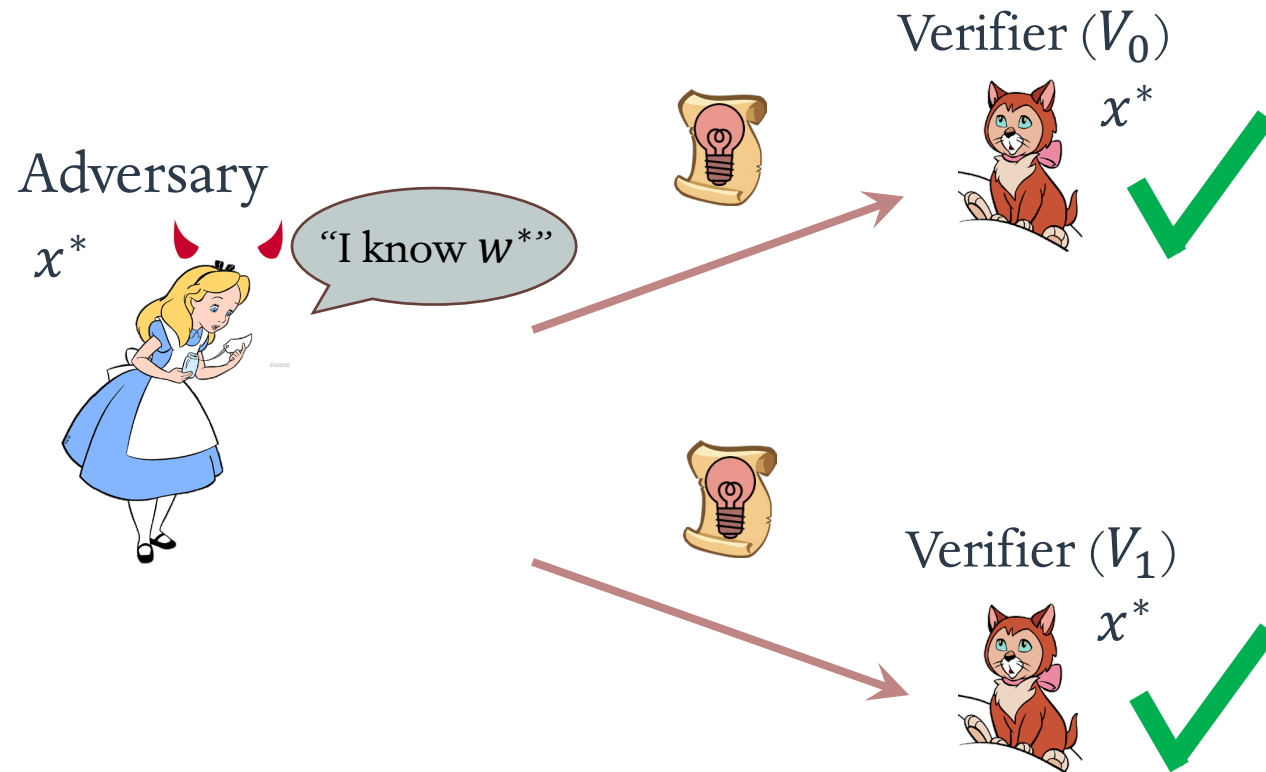 Verifier (𝑉₀)
𝑥*
Adversary
𝑥*
“I know 𝑤*”
Verifier (𝑉₁)
𝑥*